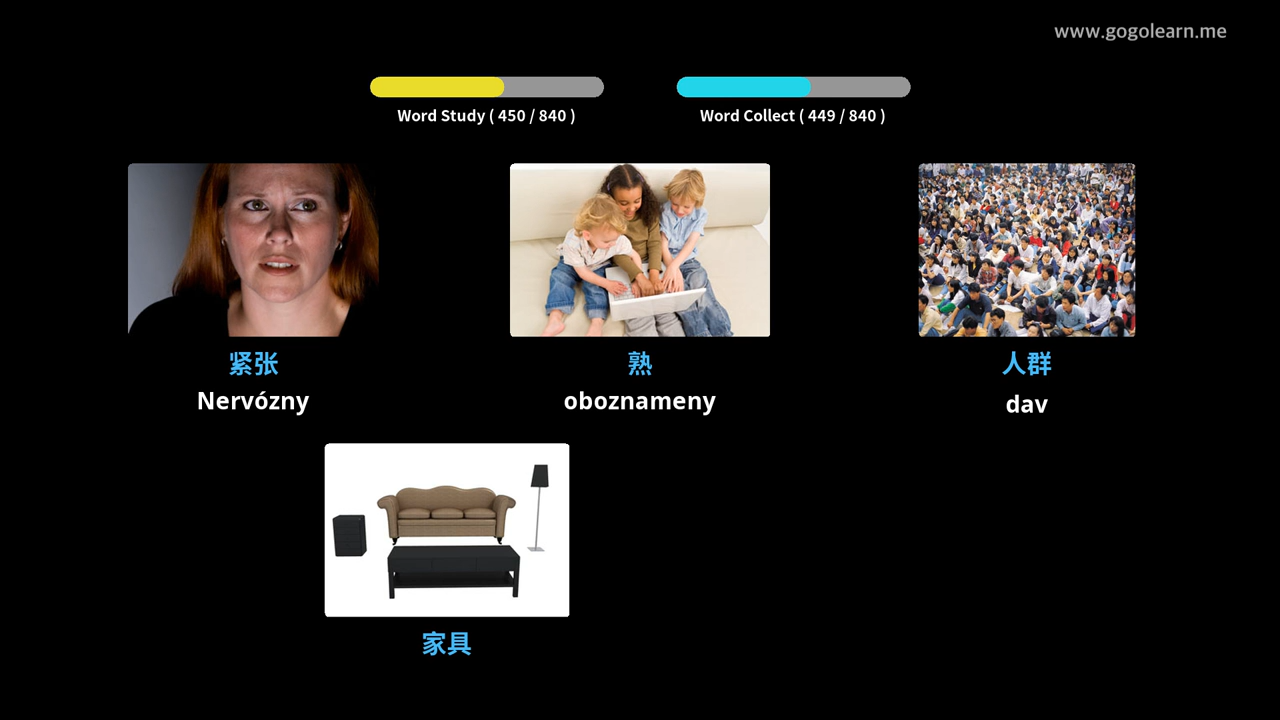 www.gogolearn.me
Word Study ( 450 / 840 )
Word Collect ( 449 / 840 )
紧张
Nervózny
熟
oboznameny
人群
dav
家具